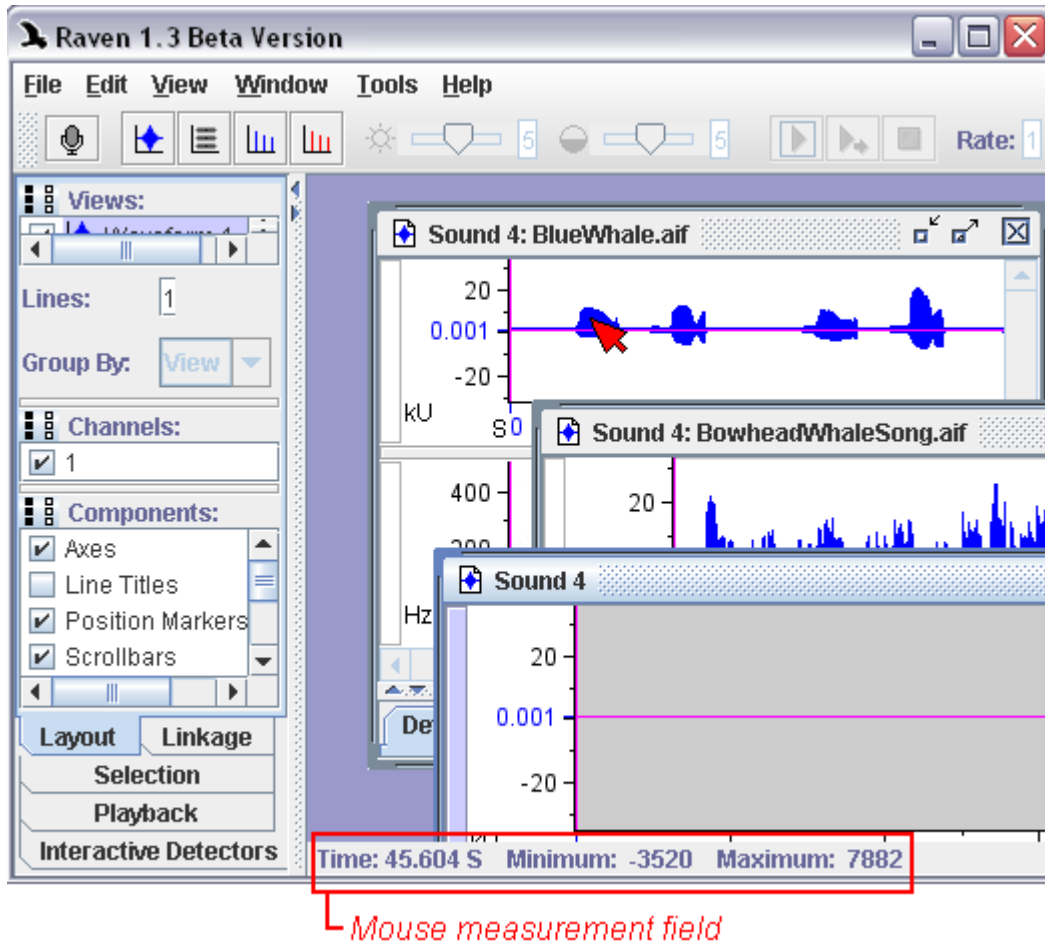 Raven 1.3 Beta Version
File Edit View Window Tools Help
5 5 Rate: 1
Views:
Waveform 1
Lines: 1
Group By: View
Channels:
1
Components:
Axes
Line Titles
Position Markers
Scrollbars
Layout Linkage
Selection
Playback
Interactive Detectors
Sound 4: BlueWhale.aif
20
0.001
-20
kU
S 0
400
200
Hz
Sound 4: BowheadWhaleSong.aif
20
Sound 4
20
0.001
-20
Time: 45.604 S Minimum: -3520 Maximum: 7882
Mouse measurement field